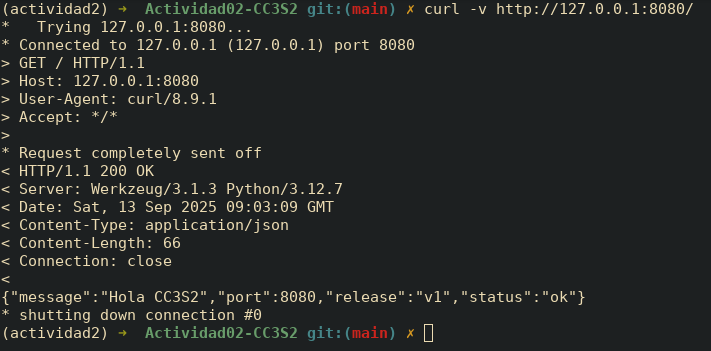 (actividad2) → Actividad02-CC3S2 git:(main) ✗ curl -v http://127.0.0.1:8080/
*   Trying 127.0.0.1:8080...
* Connected to 127.0.0.1 (127.0.0.1) port 8080
> GET / HTTP/1.1
> Host: 127.0.0.1:8080
> User-Agent: curl/8.9.1
> Accept: */*
>
* Request completely sent off
< HTTP/1.1 200 OK
< Server: Werkzeug/3.1.3 Python/3.12.7
< Date: Sat, 13 Sep 2025 09:03:09 GMT
< Content-Type: application/json
< Content-Length: 66
< Connection: close
<
{"message":"Hola CC3S2","port":8080,"release":"v1","status":"ok"}
* shutting down connection #0
(actividad2) → Actividad02-CC3S2 git:(main) ✗